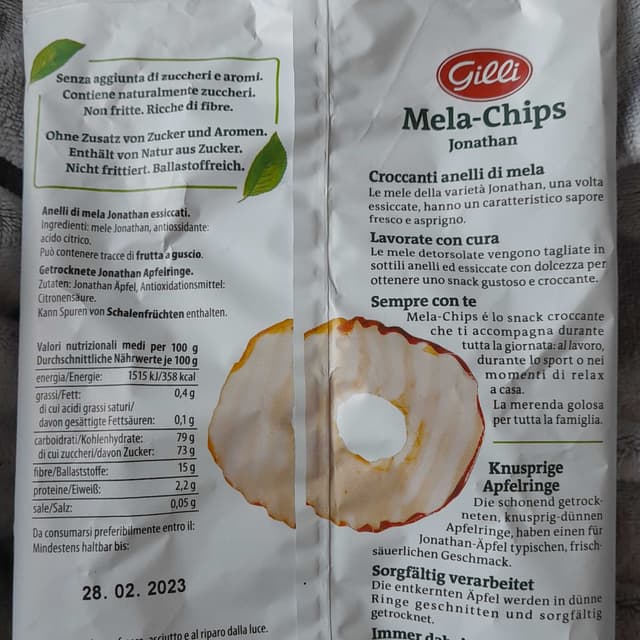 Senza aggiunta di zuccheri e aromi.
Contiene naturalmente zuccheri.
Non fritte. Ricche di fibre.
Ohne Zusatz von Zucker und Aromen.
Enthält von Natur aus Zucker.
Nicht frittiert. Ballastoffreich.
Anelli di mela Jonathan essiccati.
Ingredienti: mele Jonathan, antiossidante:
acido citrico.
Può contenere tracce di frutta a guscio.
Getrocknete Jonathan Apfelringe.
Zutaten: Jonathan Äpfel, Antioxidationsmittel:
Citronensäure.
Kann Spuren von Schalenfrüchten enthalten.
Valori nutrizionali medi per 100 g
Durchschnittliche Nährwerte je 100 g
energia/Energie: 1515 kJ/358 kcal
grassi/Fett: 0,4 g
di cui acidi grassi saturi/
davon gesättigte Fettsäuren: 0,1 g
carboidrati/Kohlenhydrate: 79 g
di cui zuccheri/davon Zucker: 73 g
fibre/Ballaststoffe: 15 g
proteine/Eiweiß: 2,2 g
sale/Salz: 0,05 g
Da consumarsi preferibilmente entro il:
Mindestens haltbar bis:
28. 02. 2023
asciutto e al riparo dalla luce.
Gilli
Mela-Chips
Jonathan
Croccanti anelli di mela
Le mele della varietà Jonathan, una volta
essiccate, hanno un caratteristico sapore
fresco e asprigno.
Lavorate con cura
Le mele detorsolate vengono tagliate in
sottili anelli ed essiccate con dolcezza per
ottenere uno snack gustoso e croccante.
Sempre con te
Mela-Chips é lo snack croccante
che ti accompagna durante
tutta la giornata: al lavoro,
durante lo sport o nei
momenti di relax
a casa.
La merenda golosa
per tutta la famiglia.
Knusprige
Apfelringe
Die schonend getrock-
neten, knusprig-dünnen
Apfelringe, haben einen für
Jonathan-Äpfel typischen, frisch-
säuerlichen Geschmack.
Sorgfältig verarbeitet
Die entkernten Äpfel werden in dünne
Ringe geschnitten und sorgfältig
getrocknet.
Immer